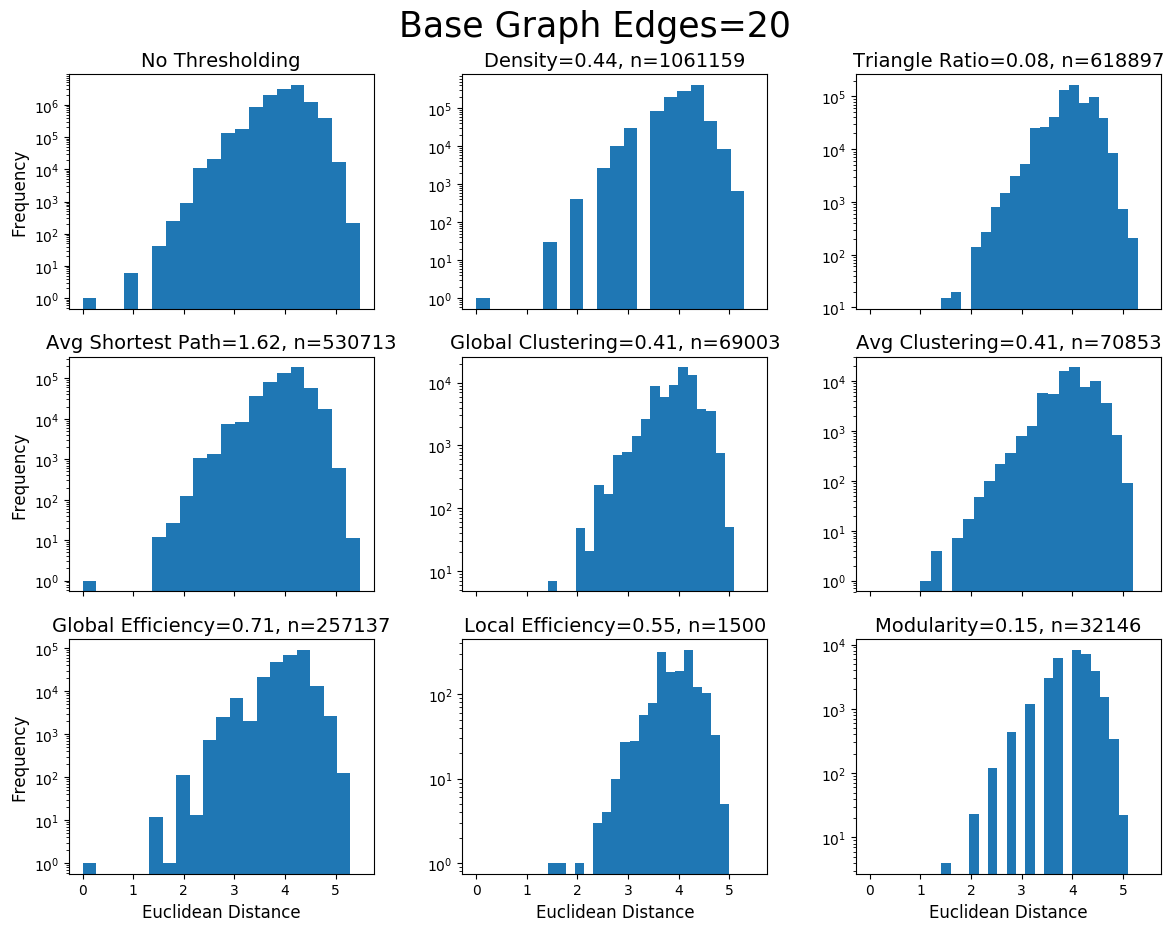 Base Graph Edges=20
No Thresholding
Density=0.44, n=1061159
Triangle Ratio=0.08, n=618897
Frequency
10^6
10^5
10^4
10^3
10^2
10^1
10^0
10^5
10^4
10^3
10^2
10^1
10^0
10^5
10^4
10^3
10^2
10^1
Avg Shortest Path=1.62, n=530713
Global Clustering=0.41, n=69003
Avg Clustering=0.41, n=70853
Frequency
10^5
10^4
10^3
10^2
10^1
10^0
10^4
10^3
10^2
10^1
10^4
10^3
10^2
10^1
10^0
Global Efficiency=0.71, n=257137
Local Efficiency=0.55, n=1500
Modularity=0.15, n=32146
Frequency
10^5
10^4
10^3
10^2
10^1
10^0
10^2
10^1
10^0
10^4
10^3
10^2
10^1
0 1 2 3 4 5
0 1 2 3 4 5
0 1 2 3 4 5
Euclidean Distance
Euclidean Distance
Euclidean Distance